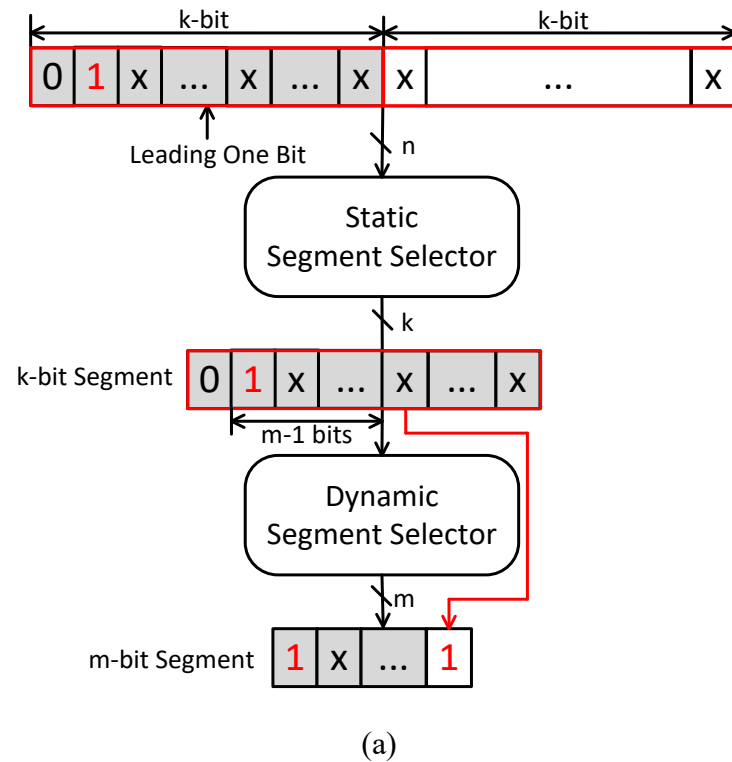 k-bit k-bit
0 1 x ... x ... x x ... x
Leading One Bit
n
Static
Segment Selector
k
k-bit Segment 0 1 x ... x ... x
m-1 bits
Dynamic
Segment Selector
m
m-bit Segment 1 x ... 1
(a)